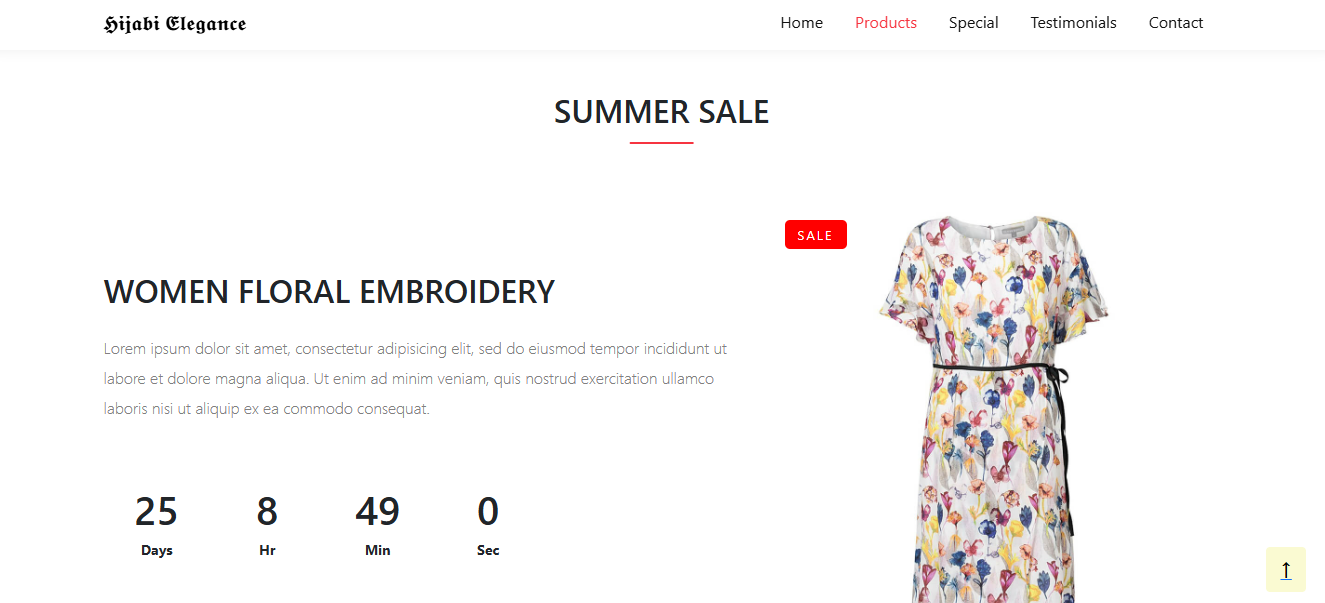 Hijabi Elegance
Home Products Special Testimonials Contact
SUMMER SALE
SALE
WOMEN FLORAL EMBROIDERY
Lorem ipsum dolor sit amet, consectetur adipisicing elit, sed do eiusmod tempor incididunt ut
labore et dolore magna aliqua. Ut enim ad minim veniam, quis nostrud exercitation ullamco
laboris nisi ut aliquip ex ea commodo consequat.
25 8 49 0
Days Hr Min Sec
↑